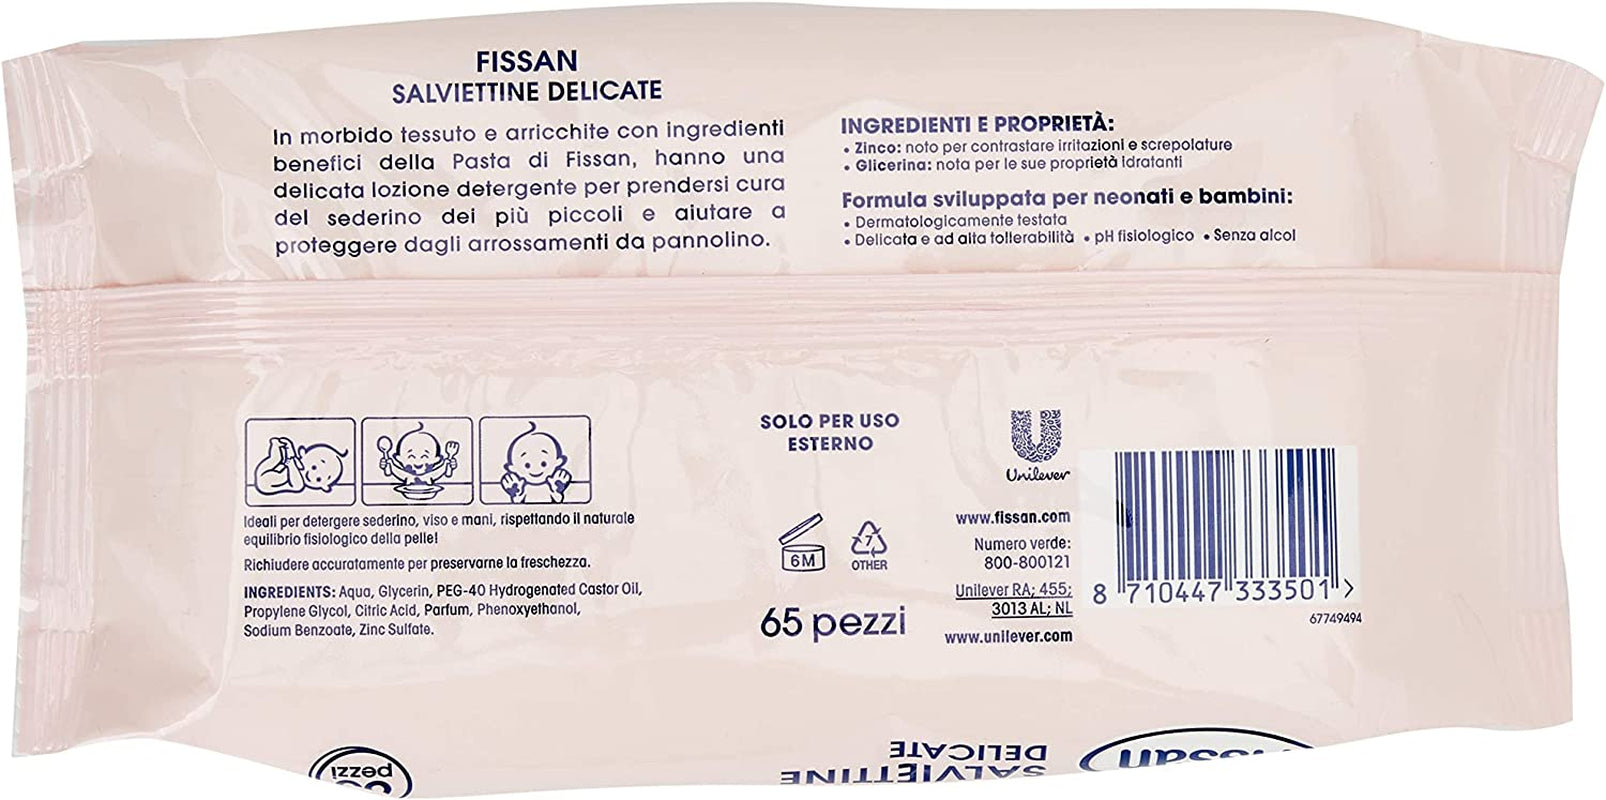 FISSAN
SALVIETTINE DELICATE
In morbido tessuto e arricchite con ingredienti
benefici della Pasta di Fissan, hanno una
delicata lozione detergente per prendersi cura
del sederino dei più piccoli e aiutare a
proteggere dagli arrossamenti da pannolino.
INGREDIENTI E PROPRIETÀ:
• Zinco: noto per contrastare irritazioni e screpolature
• Glicerina: nota per le sue proprietà idratanti
Formula sviluppata per neonati e bambini:
• Dermatologicamente testata
• Delicata e ad alta tollerabilità • pH fisiologico • Senza alcol
Ideali per detergere sederino, viso e mani, rispettando il naturale
equilibrio fisiologico della pelle!
Richiudere accuratamente per preservarne la freschezza.
INGREDIENTS: Aqua, Glycerin, PEG-40 Hydrogenated Castor Oil,
Propylene Glycol, Citric Acid, Parfum, Phenoxyethanol,
Sodium Benzoate, Zinc Sulfate.
SOLO PER USO
ESTERNO
6M
7
OTHER
65 pezzi
Unilever
www.fissan.com
Numero verde:
800-800121
Unilever RA; 455;
3013 AL; NL
www.unilever.com
8 710447 333501 >
67749494
Fissan
SALVIETTINE
DELICATE
pezzi